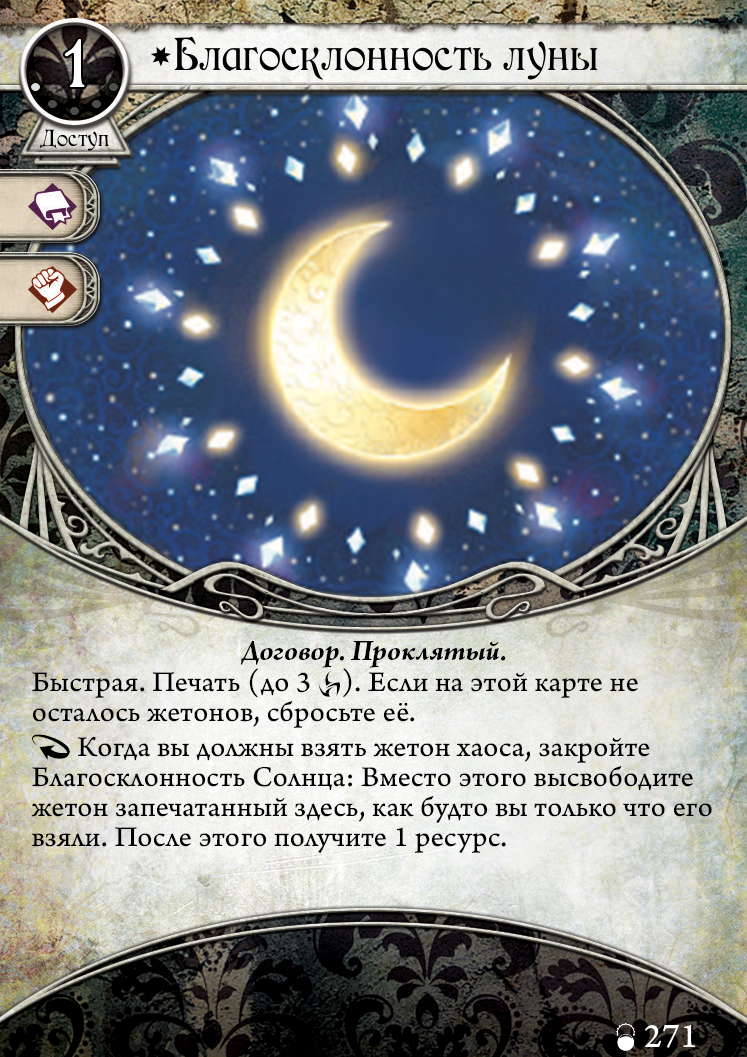 1
*Благосклонность луны
Доступ
Договор. Проклятый.
Быстрая. Печать (до 3 ). Если на этой карте не
осталось жетонов, сбросьте её.
Когда вы должны взять жетон хаоса, закройте
Благосклонность Солнца: Вместо этого высвободите
жетон запечатанный здесь, как будто вы только что его
взяли. После этого получите 1 ресурс.
271